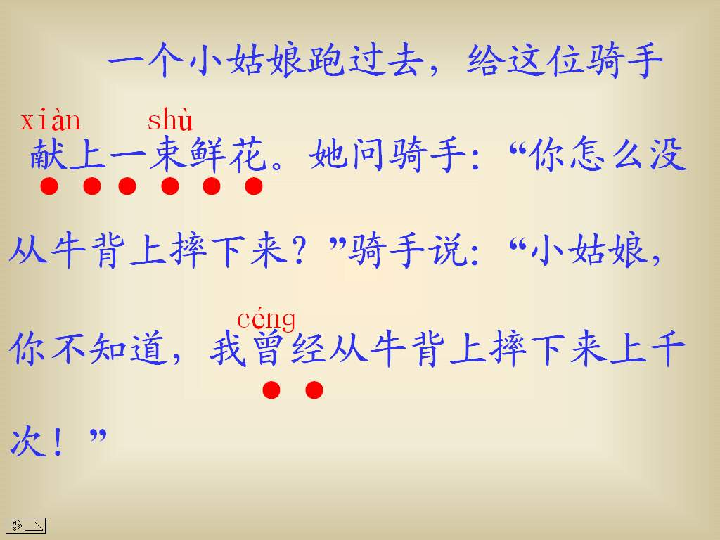 一个小姑娘跑过去，给这位骑手
xiàn shù
献上一束鲜花。她问骑手：“你怎么没
从牛背上摔下来？”骑手说：“小姑娘，
céng
你不知道，我曾经从牛背上摔下来上千
次！”